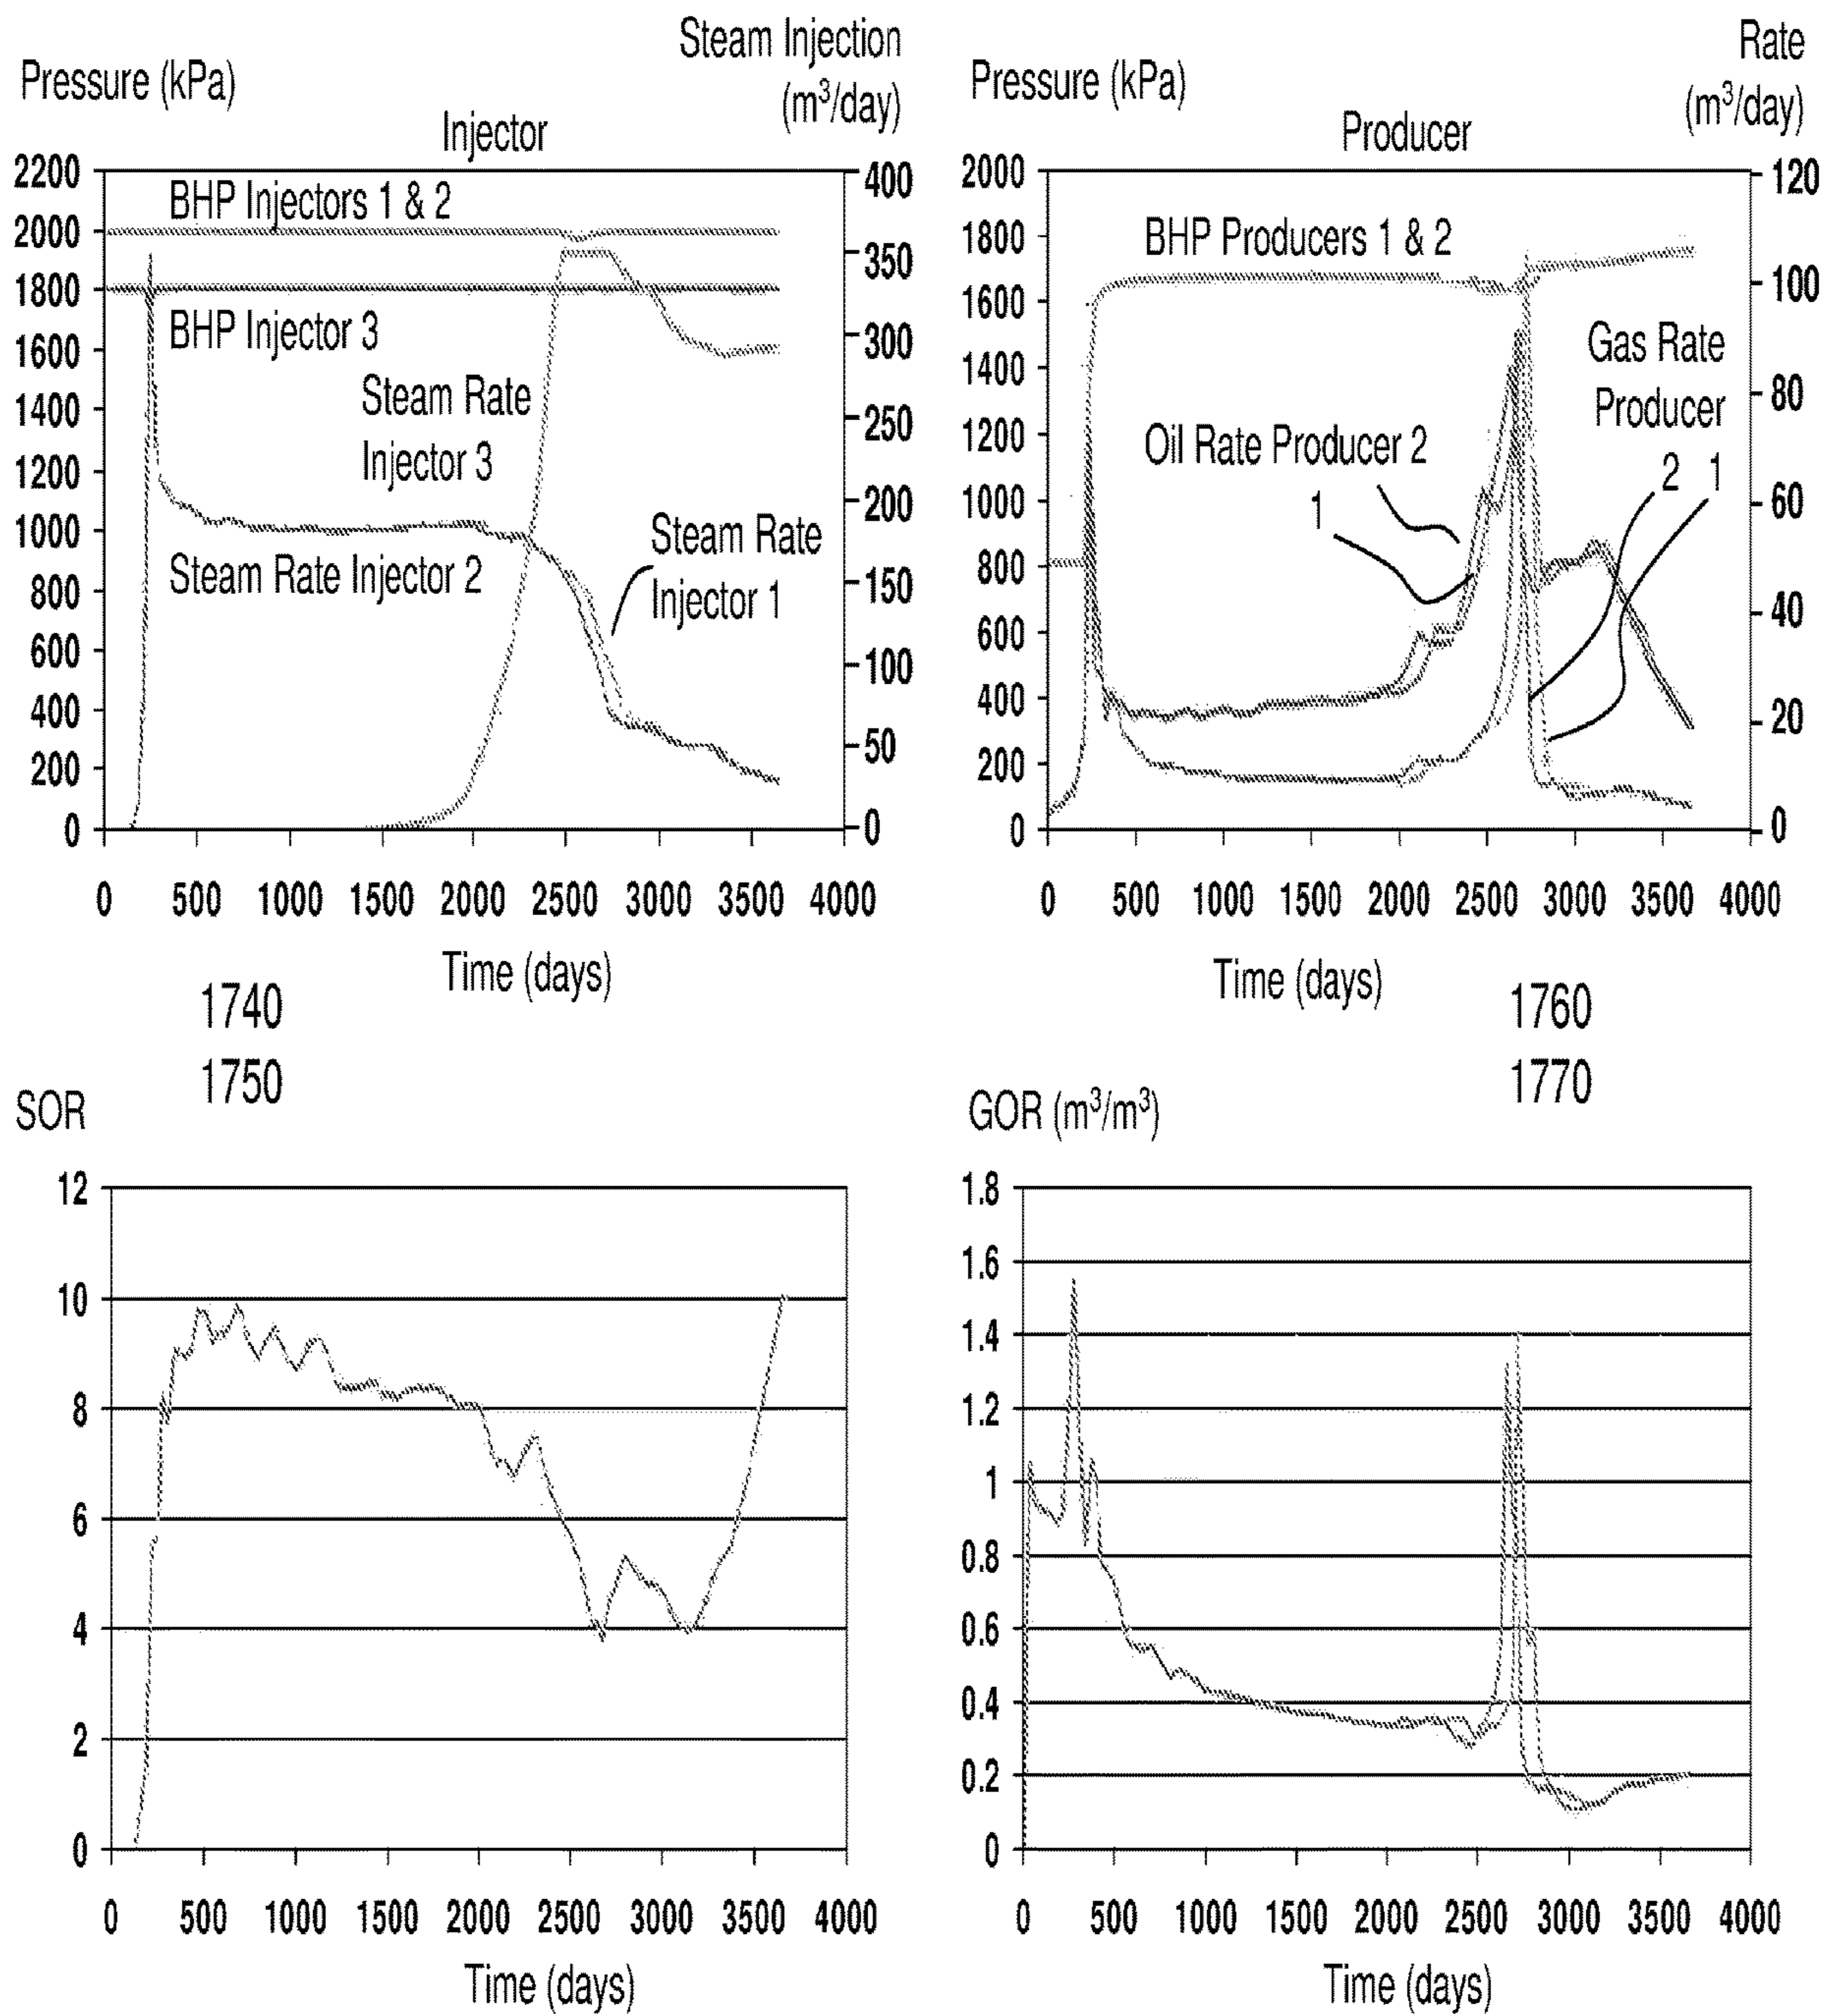 Pressure (kPa)
Steam Injection
(m³/day)
Injector
2200
2000
1800
1600
1400
1200
1000
800
600
400
200
0
400
350
300
250
200
150
100
50
0
BHP Injectors 1 & 2
BHP Injector 3
Steam Rate
Injector 3
Steam Rate Injector 2
Steam Rate
Injector 1
0 500 1000 1500 2000 2500 3000 3500 4000
Time (days)
Pressure (kPa)
Rate
(m³/day)
Producer
2000
1800
1600
1400
1200
1000
800
600
400
200
0
120
100
80
60
40
20
0
BHP Producers 1 & 2
Gas Rate
Producer
2 1
Oil Rate Producer 2
1
0 500 1000 1500 2000 2500 3000 3500 4000
Time (days)
1740
1750
1760
1770
SOR
12
10
8
6
4
2
0
0 500 1000 1500 2000 2500 3000 3500 4000
Time (days)
GOR (m³/m³)
1.8
1.6
1.4
1.2
1
0.8
0.6
0.4
0.2
0
0 500 1000 1500 2000 2500 3000 3500 4000
Time (days)